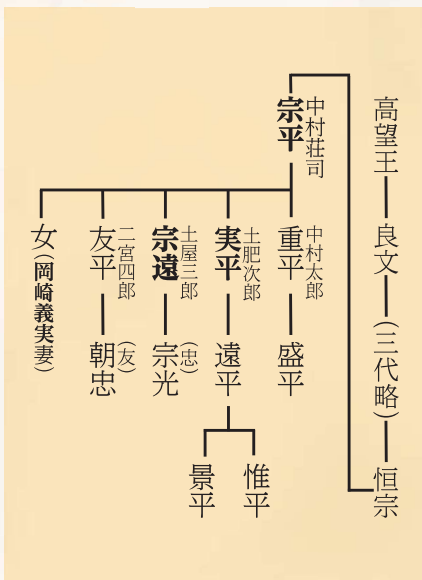 高望王
良文
（三代略）
恒宗
中村荘司
宗平
中村太郎
重平
盛平
土肥次郎
実平
遠平
惟平
景平
土屋三郎
宗遠
（忠）
宗光
二宮四郎
友平
（友）
朝忠
女（岡崎義実妻）